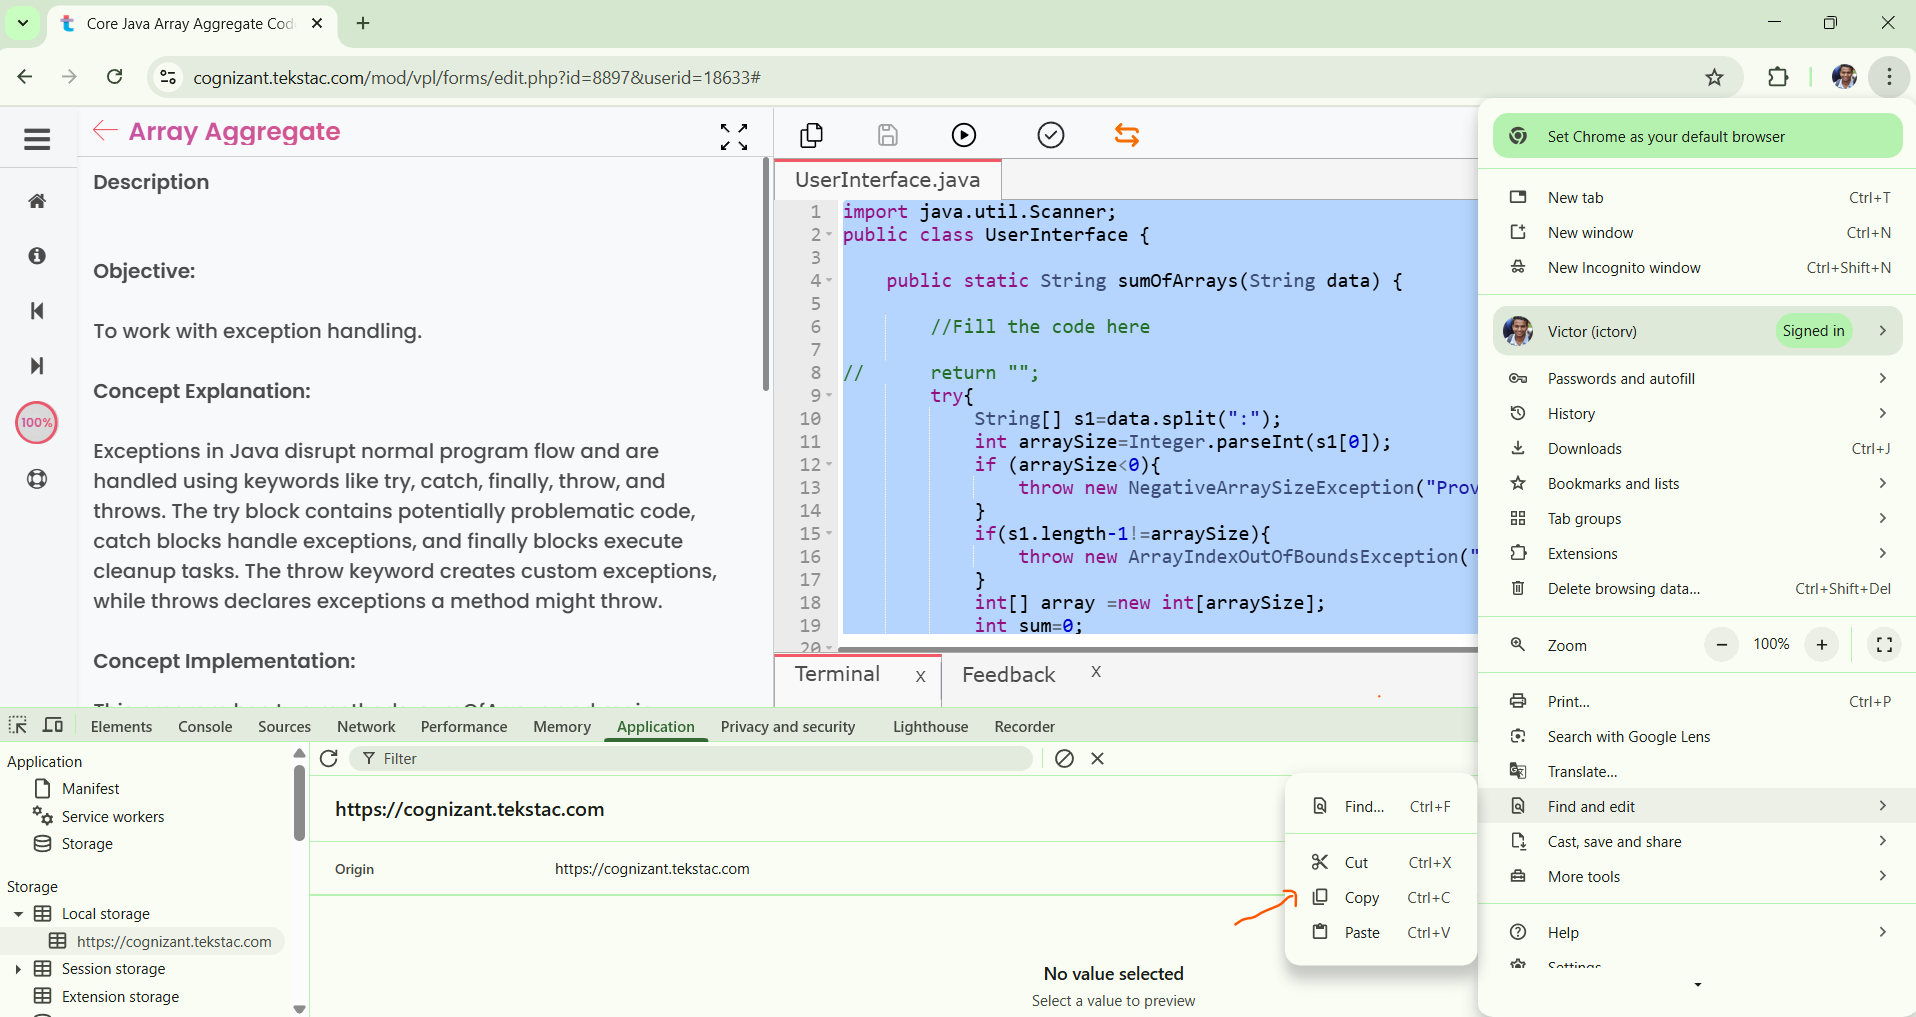 Core Java Array Aggregate Cod
cognizant.tekstac.com/mod/vpl/forms/edit.php?id=8897&userid=18633#
Array Aggregate
Description
Objective:
To work with exception handling.
Concept Explanation:
Exceptions in Java disrupt normal program flow and are
handled using keywords like try, catch, finally, throw, and
throws. The try block contains potentially problematic code,
catch blocks handle exceptions, and finally blocks execute
cleanup tasks. The throw keyword creates custom exceptions,
while throws declares exceptions a method might throw.
Concept Implementation:
100%
UserInterface.java
1 import java.util.Scanner;
2 public class UserInterface {
3
4 public static String sumOfArrays(String data) {
5
6 //Fill the code here
7
8 // return "";
9 try{
10 String[] s1=data.split(":");
11 int arraySize=Integer.parseInt(s1[0]);
12 if (arraySize<0){
13 throw new NegativeArraySizeException("Prov
14 }
15 if(s1.length-1!=arraySize){
16 throw new ArrayIndexOutOfBoundsException("
17 }
18 int[] array =new int[arraySize];
19 int sum=0;
20
Terminal x Feedback x
Elements Console Sources Network Performance Memory Application Privacy and security Lighthouse Recorder
Application
Manifest
Service workers
Storage
Storage
Local storage
https://cognizant.tekstac.com
Session storage
Extension storage
Filter
https://cognizant.tekstac.com
Origin https://cognizant.tekstac.com
No value selected
Select a value to preview
Find... Ctrl+F
Cut Ctrl+X
Copy Ctrl+C
Paste Ctrl+V
Set Chrome as your default browser
New tab Ctrl+T
New window Ctrl+N
New Incognito window Ctrl+Shift+N
Victor (ictorv) Signed in
Passwords and autofill
History
Downloads Ctrl+J
Bookmarks and lists
Tab groups
Extensions
Delete browsing data... Ctrl+Shift+Del
Zoom 100%
Print... Ctrl+P
Search with Google Lens
Translate...
Find and edit
Cast, save and share
More tools
Help
Settings